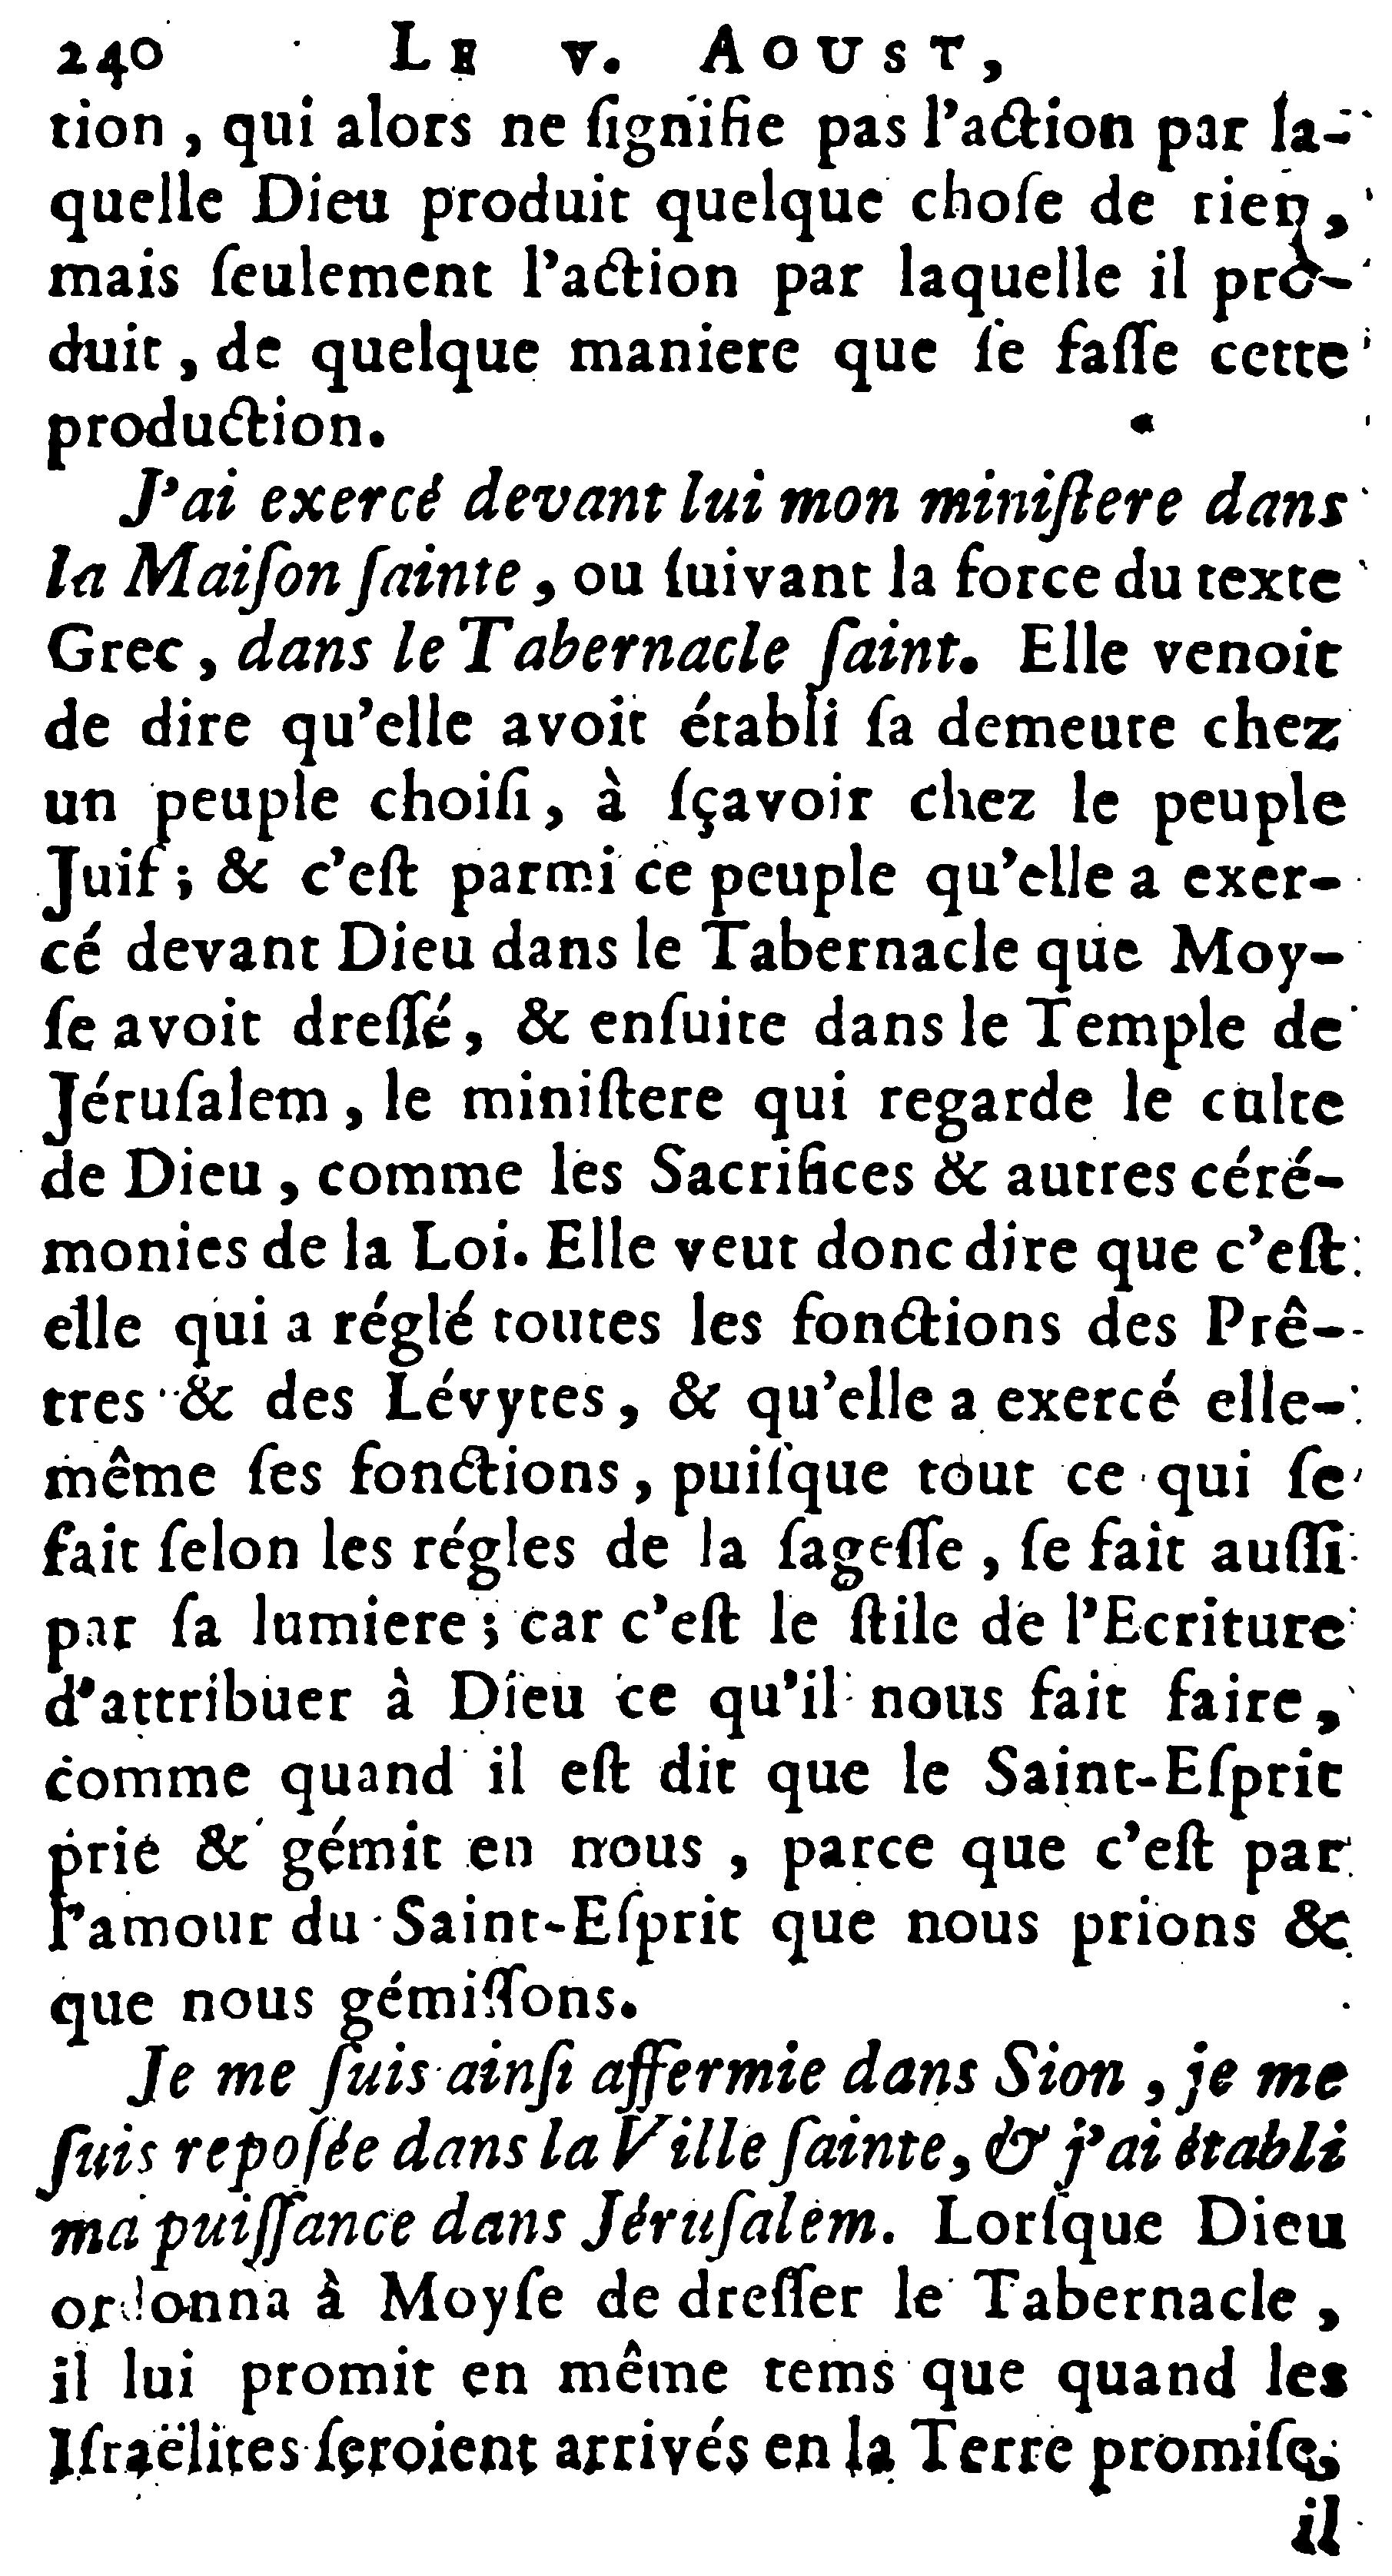 240 LE V. AOUST,
tion, qui alors ne ſignifie pas l'action par la-
quelle Dieu produit quelque choſe de rien,
mais ſeulement l'action par laquelle il pro-
duit, de quelque maniere que ſe faſſe cette
production.
J'ai exercé devant lui mon miniſtere dans
la Maiſon ſainte, ou ſuivant la force du texte
Grec, dans le Tabernacle ſaint. Elle venoit
de dire qu'elle avoit établi ſa demeure chez
un peuple choiſi, à ſçavoir chez le peuple
Juif; & c'eſt parmi ce peuple qu'elle a exer-
cé devant Dieu dans le Tabernacle que Moy-
ſe avoit dreſſé, & enſuite dans le Temple de
Jéruſalem, le miniſtere qui regarde le culte
de Dieu, comme les Sacrifices & autres céré-
monies de la Loi. Elle veut donc dire que c'eſt
elle qui a réglé toutes les fonctions des Prê-
tres & des Lévytes, & qu'elle a exercé elle-
même ſes fonctions, puiſque tout ce qui ſe
fait ſelon les régles de la ſageſſe, ſe fait auſſi
par ſa lumiere; car c'eſt le ſtile de l'Ecriture
d'attribuer à Dieu ce qu'il nous fait faire,
comme quand il eſt dit que le Saint-Eſprit
prie & gémit en nous, parce que c'eſt par
l'amour du Saint-Eſprit que nous prions &
que nous gémiſſons.
Je me ſuis ainſi affermie dans Sion, je me
ſuis repoſée dans la Ville ſainte, & j'ai établi
ma puiſſance dans Jéruſalem. Lorſque Dieu
ordonna à Moyſe de dreſſer le Tabernacle,
il lui promit en même tems que quand les
Iſraëlites ſeroient arrivés en la Terre promiſe,
il